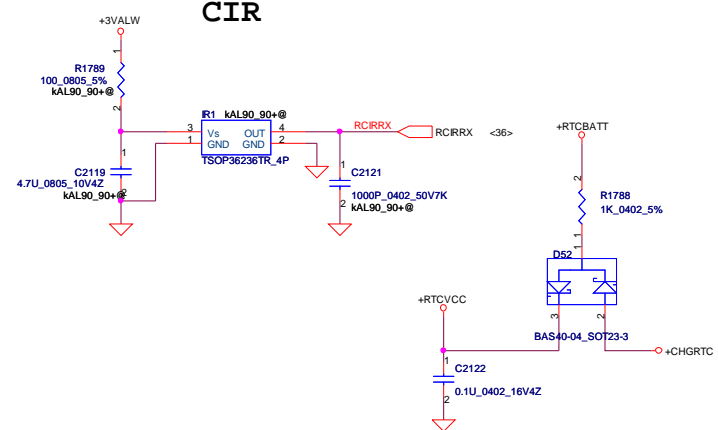 CIR
+3VALW
1
R1789
100_0805_5%
kAL90_90+@
2
IR1 kAL90_90+@
3 Vs OUT 4
1 GND GND 2
TSOP36236TR_4P
RCIRRX
RCIRRX <36>
1
C2119
4.7U_0805_10V4Z
kAL90_90+@
2
1
C2121
1000P_0402_50V7K
2
kAL90_90+@
+RTCBATT
2
R1788
1K_0402_5%
1
1
D52
3 2
BAS40-04_SOT23-3
+RTCVCC
+CHGRTC
1
C2122
0.1U_0402_16V4Z
2